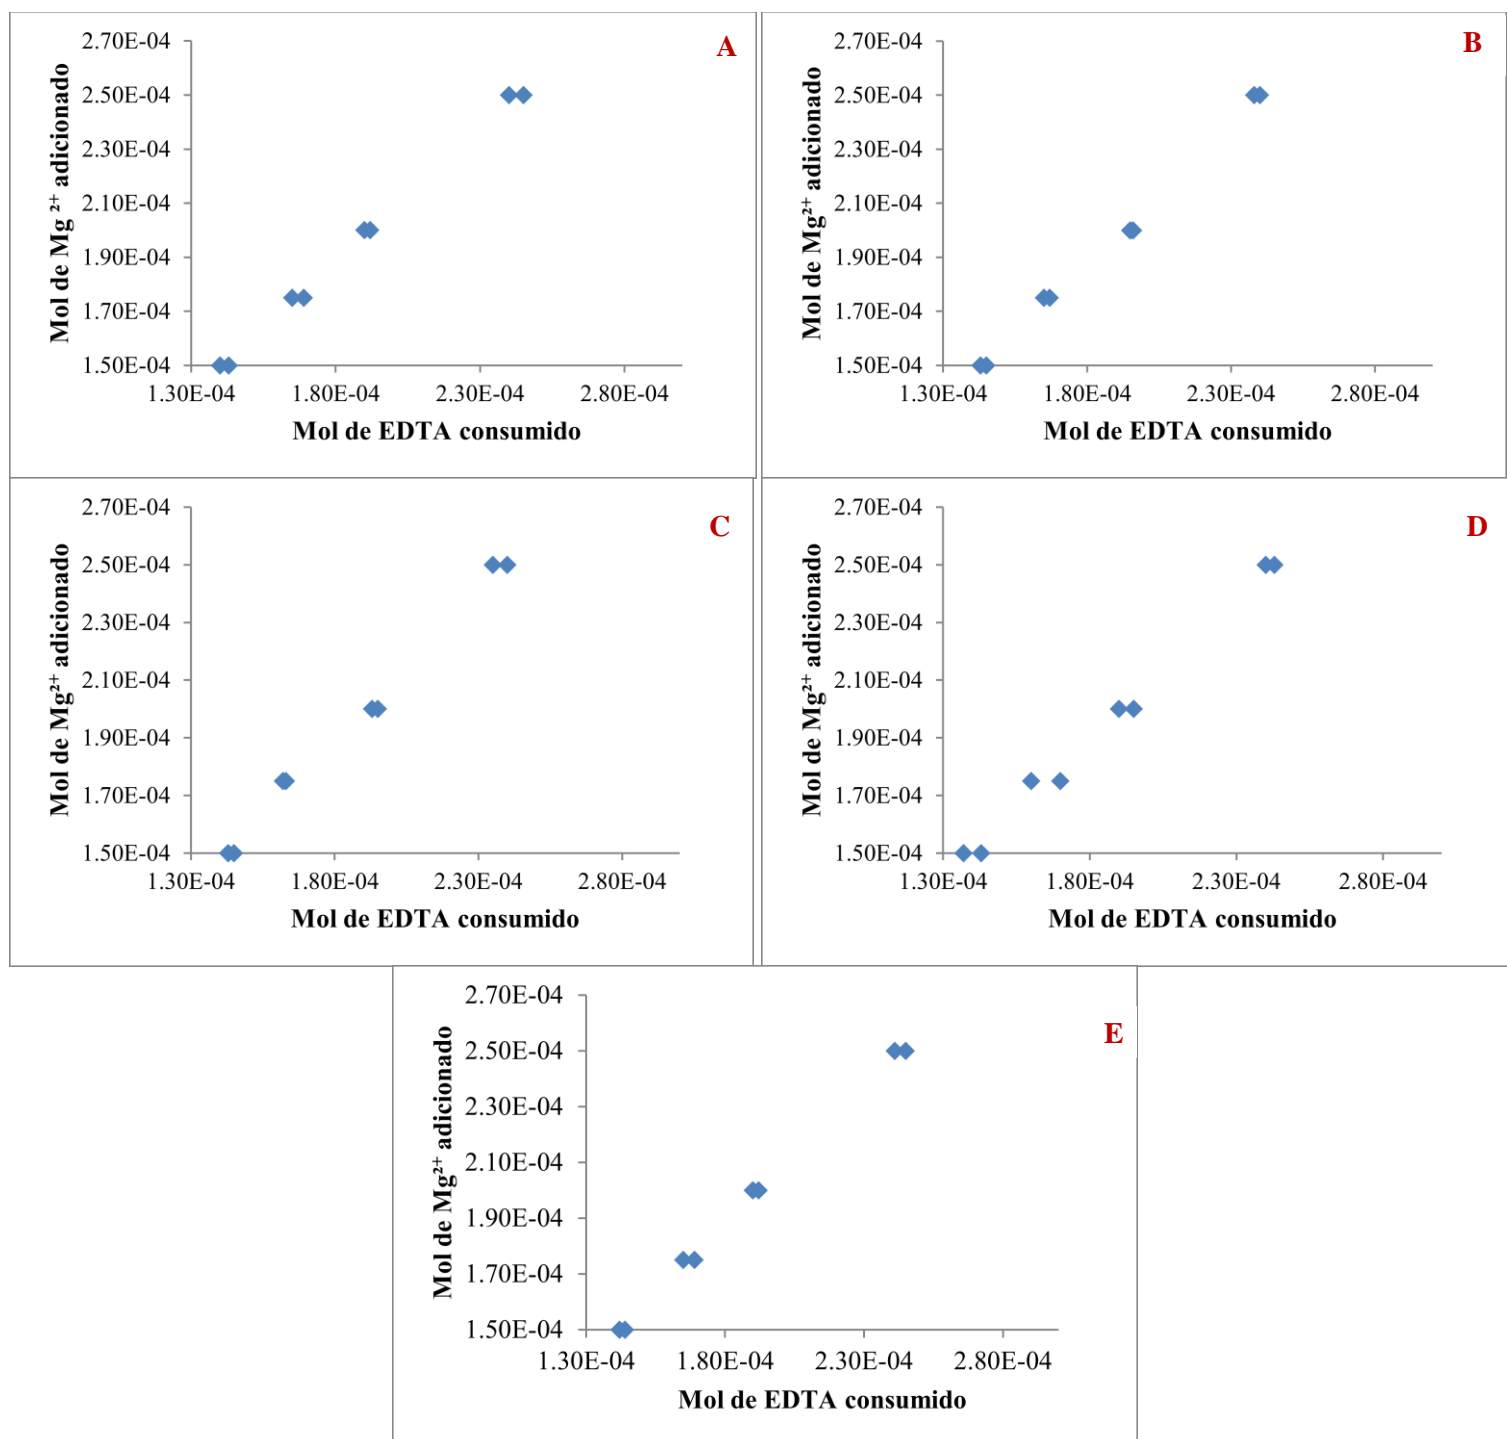 A
2.70E-04
2.50E-04
2.30E-04
2.10E-04
1.90E-04
1.70E-04
1.50E-04
Mol de Mg ²⁺ adicionado
1.30E-04 1.80E-04 2.30E-04 2.80E-04
Mol de EDTA consumido
B
2.70E-04
2.50E-04
2.30E-04
2.10E-04
1.90E-04
1.70E-04
1.50E-04
Mol de Mg²⁺ adicionado
1.30E-04 1.80E-04 2.30E-04 2.80E-04
Mol de EDTA consumido
C
2.70E-04
2.50E-04
2.30E-04
2.10E-04
1.90E-04
1.70E-04
1.50E-04
Mol de Mg²⁺ adicionado
1.30E-04 1.80E-04 2.30E-04 2.80E-04
Mol de EDTA consumido
D
2.70E-04
2.50E-04
2.30E-04
2.10E-04
1.90E-04
1.70E-04
1.50E-04
Mol de Mg²⁺ adicionado
1.30E-04 1.80E-04 2.30E-04 2.80E-04
Mol de EDTA consumido
E
2.70E-04
2.50E-04
2.30E-04
2.10E-04
1.90E-04
1.70E-04
1.50E-04
Mol de Mg²⁺ adicionado
1.30E-04 1.80E-04 2.30E-04 2.80E-04
Mol de EDTA consumido